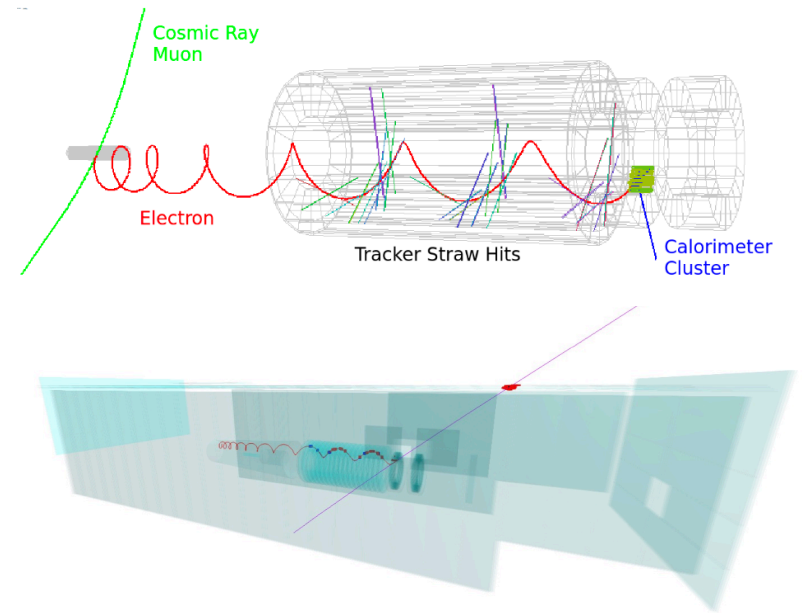 Cosmic Ray
Muon
Electron
Tracker Straw Hits
Calorimeter
Cluster